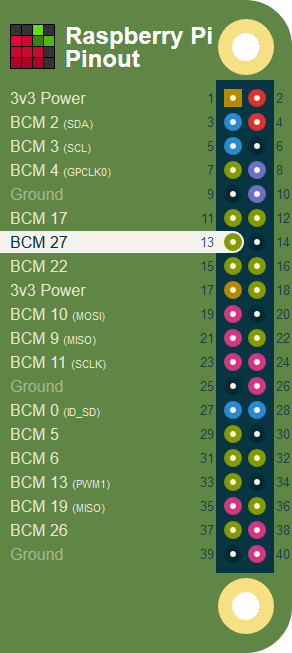 Raspberry Pi
Pinout
3v3 Power 1 2
BCM 2 (SDA) 3 4
BCM 3 (SCL) 5 6
BCM 4 (GPCLK0) 7 8
Ground 9 10
BCM 17 11 12
BCM 27 13 14
BCM 22 15 16
3v3 Power 17 18
BCM 10 (MOSI) 19 20
BCM 9 (MISO) 21 22
BCM 11 (SCLK) 23 24
Ground 25 26
BCM 0 (ID_SD) 27 28
BCM 5 29 30
BCM 6 31 32
BCM 13 (PWM1) 33 34
BCM 19 (MISO) 35 36
BCM 26 37 38
Ground 39 40